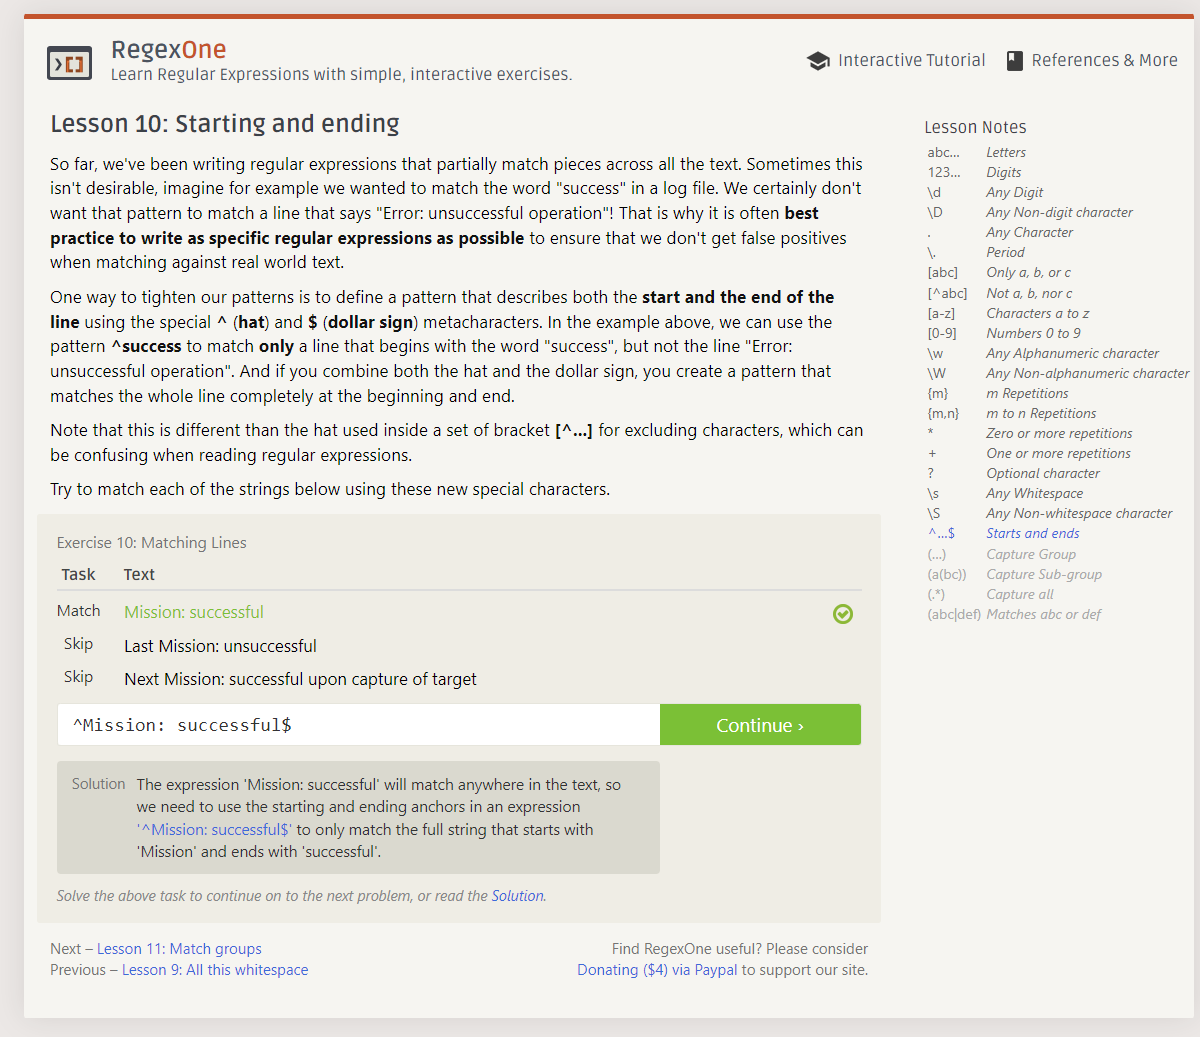 RegexOne
Learn Regular Expressions with simple, interactive exercises.
Interactive Tutorial
References & More
Lesson 10: Starting and ending
So far, we've been writing regular expressions that partially match pieces across all the text. Sometimes this
isn't desirable, imagine for example we wanted to match the word "success" in a log file. We certainly don't
want that pattern to match a line that says "Error: unsuccessful operation"! That is why it is often best
practice to write as specific regular expressions as possible to ensure that we don't get false positives
when matching against real world text.
One way to tighten our patterns is to define a pattern that describes both the start and the end of the
line using the special ^ (hat) and $ (dollar sign) metacharacters. In the example above, we can use the
pattern ^success to match only a line that begins with the word "success", but not the line "Error:
unsuccessful operation". And if you combine both the hat and the dollar sign, you create a pattern that
matches the whole line completely at the beginning and end.
Note that this is different than the hat used inside a set of bracket [^...] for excluding characters, which can
be confusing when reading regular expressions.
Try to match each of the strings below using these new special characters.
Exercise 10: Matching Lines
Task Text
Match Mission: successful
Skip Last Mission: unsuccessful
Skip Next Mission: successful upon capture of target
^Mission: successful$
Continue ›
Solution The expression 'Mission: successful' will match anywhere in the text, so
we need to use the starting and ending anchors in an expression
'^Mission: successful$' to only match the full string that starts with
'Mission' and ends with 'successful'.
Solve the above task to continue on to the next problem, or read the Solution.
Next – Lesson 11: Match groups
Previous – Lesson 9: All this whitespace
Find RegexOne useful? Please consider
Donating ($4) via Paypal to support our site.
Lesson Notes
abc... Letters
123... Digits
\d Any Digit
\D Any Non-digit character
. Any Character
\. Period
[abc] Only a, b, or c
[^abc] Not a, b, nor c
[a-z] Characters a to z
[0-9] Numbers 0 to 9
\w Any Alphanumeric character
\W Any Non-alphanumeric character
{m} m Repetitions
{m,n} m to n Repetitions
* Zero or more repetitions
+ One or more repetitions
? Optional character
\s Any Whitespace
\S Any Non-whitespace character
^...$ Starts and ends
(...) Capture Group
(a(bc)) Capture Sub-group
(.*) Capture all
(abc|def) Matches abc or def